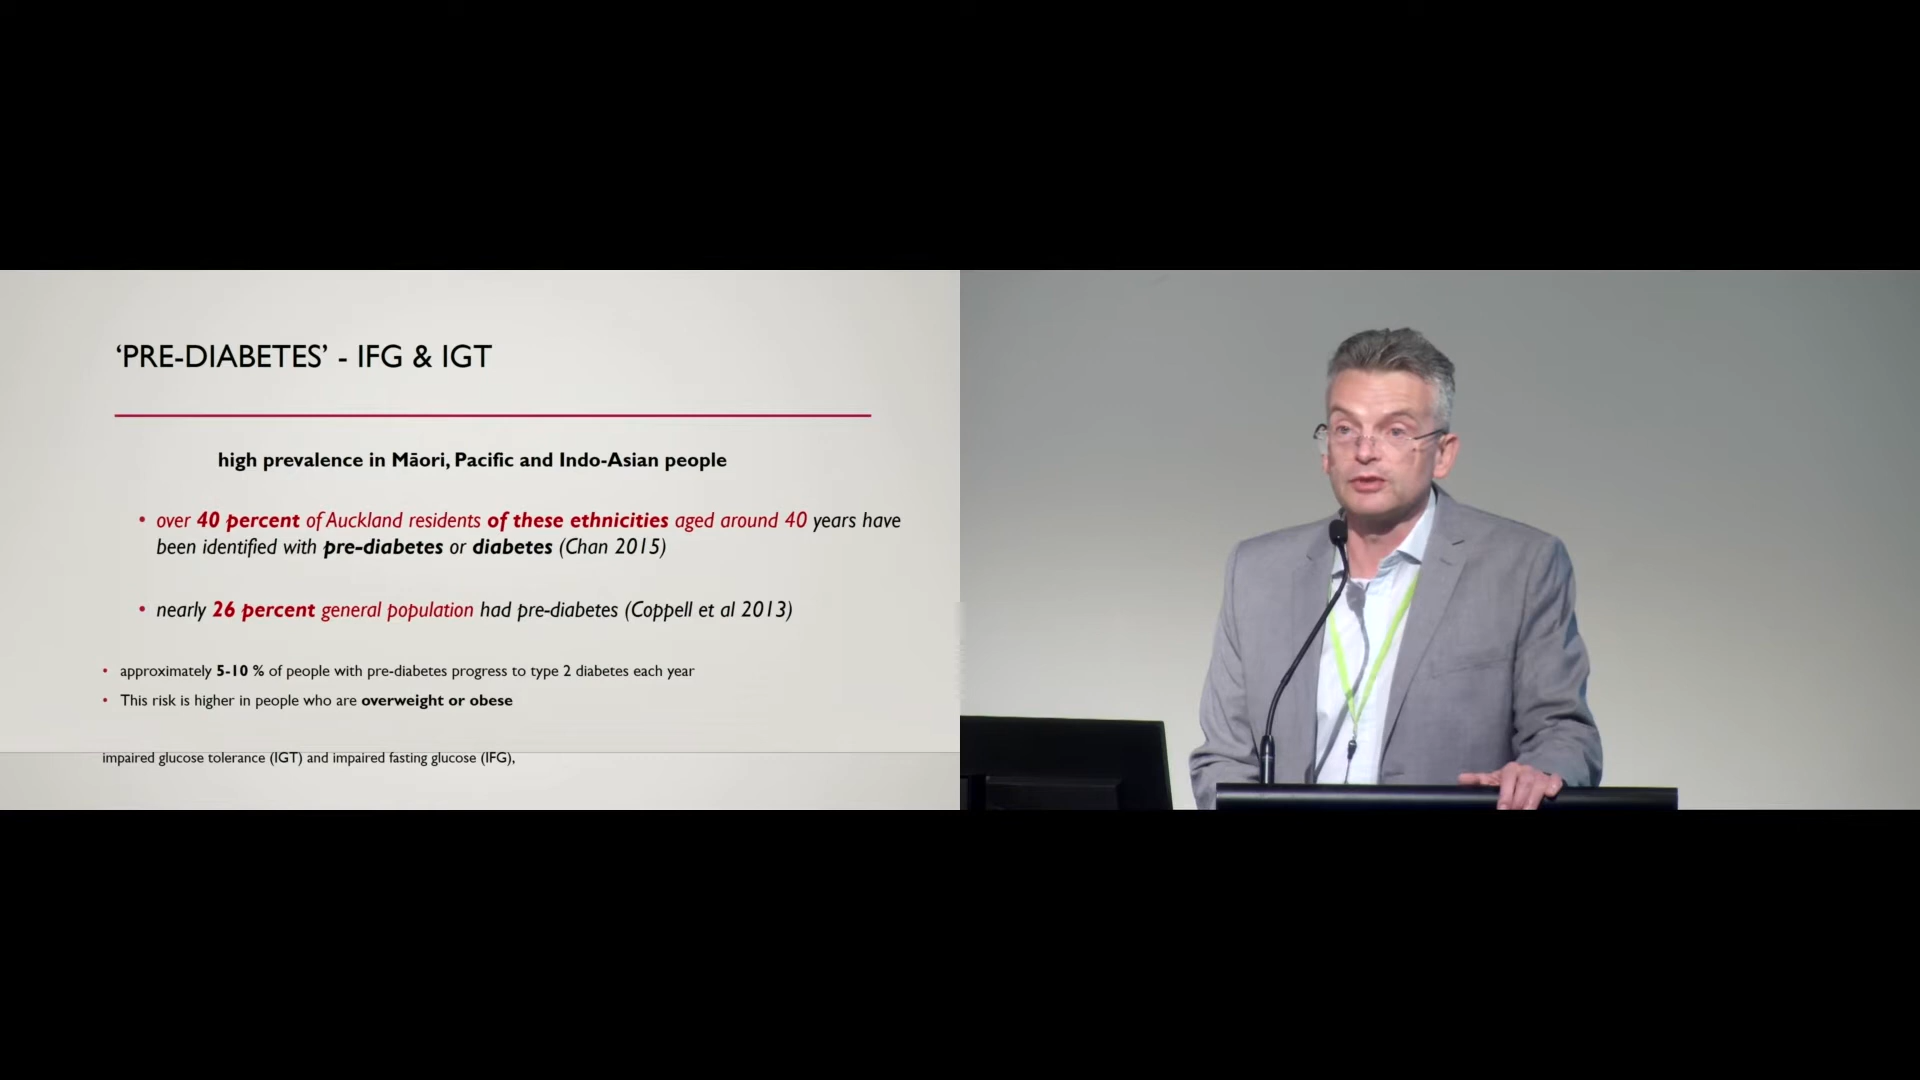 ‘PRE-DIABETES’ - IFG & IGT
high prevalence in Māori, Pacific and Indo-Asian people
• over 40 percent of Auckland residents of these ethnicities aged around 40 years have
been identified with pre-diabetes or diabetes (Chan 2015)
• nearly 26 percent general population had pre-diabetes (Coppell et al 2013)
• approximately 5-10 % of people with pre-diabetes progress to type 2 diabetes each year
• This risk is higher in people who are overweight or obese
impaired glucose tolerance (IGT) and impaired fasting glucose (IFG),